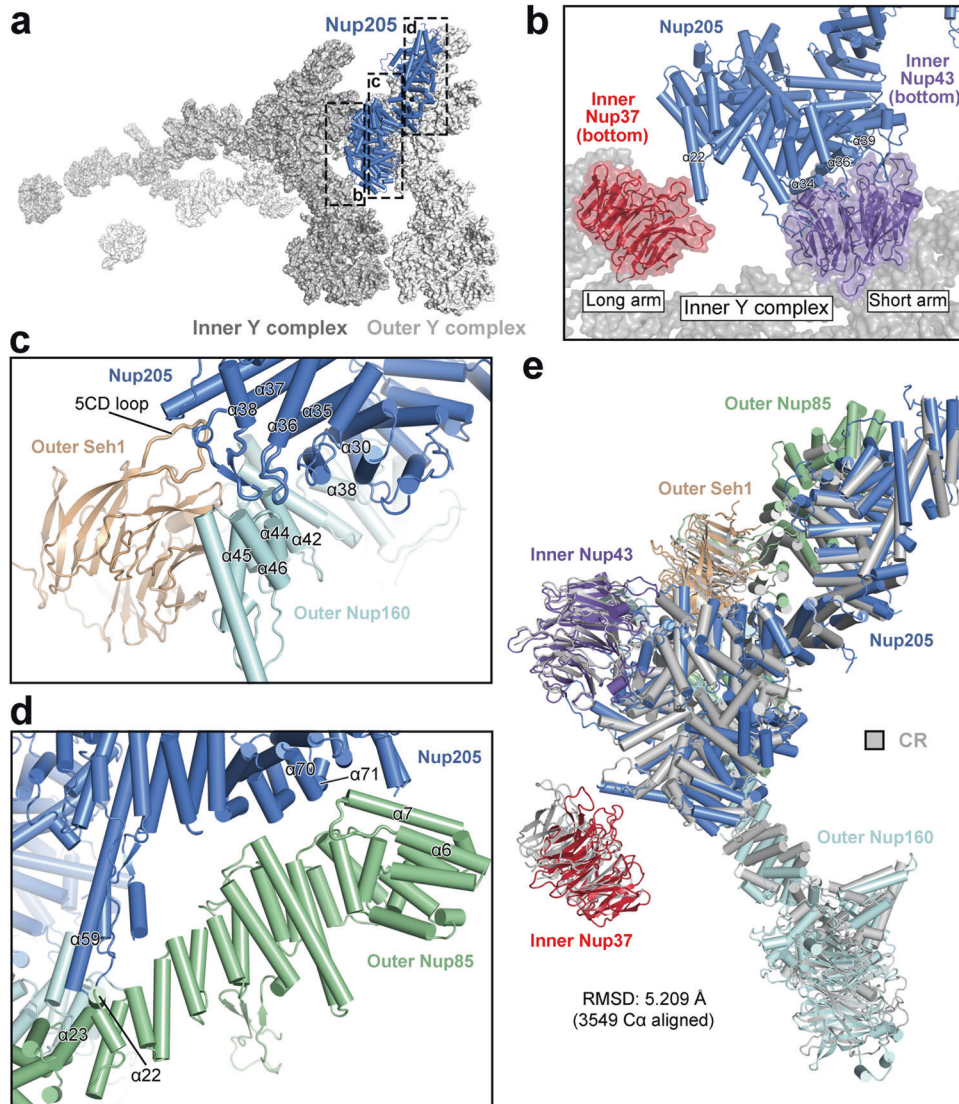 a
Nup205
d
c
b
Inner Y complex
Outer Y complex
b
Nup205
Inner
Nup43
(bottom)
Inner
Nup37
(bottom)
α22
α39
α36
α34
Long arm
Inner Y complex
Short arm
c
Nup205
5CD loop
α37
α38
α35
α36
Outer Seh1
α30
α38
α44
α42
α45
α46
Outer Nup160
d
α70
α71
Nup205
α7
α6
α59
Outer Nup85
α23
α22
e
Outer Nup85
Outer Seh1
Inner Nup43
Nup205
CR
Outer Nup160
Inner Nup37
RMSD: 5.209 Å
(3549 Cα aligned)